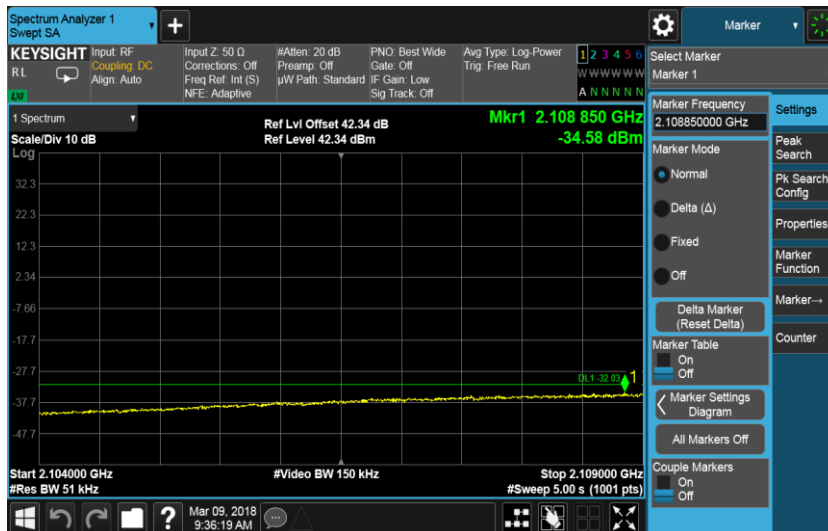 Spectrum Analyzer 1
Swept SA
Marker
KEYSIGHT
R L
LXI
Input: RF
Coupling: DC
Align: Auto
Input Z: 50 Ω
Corrections: Off
Freq Ref: Int (S)
NFE: Adaptive
#Atten: 20 dB
Preamp: Off
µW Path: Standard
PNO: Best Wide
Gate: Off
IF Gain: Low
Sig Track: Off
Avg Type: Log-Power
Trig: Free Run
1 2 3 4 5 6
W W W W W W
A N N N N N
Select Marker
Marker 1
1 Spectrum
Scale/Div 10 dB
Ref Lvl Offset 42.34 dB
Ref Level 42.34 dBm
Mkr1 2.108 850 GHz
-34.58 dBm
Log
32.3
22.3
12.3
2.34
-7.66
-17.7
-27.7
-37.7
-47.7
DL1 -32.03
1
Start 2.104000 GHz
#Res BW 51 kHz
#Video BW 150 kHz
Stop 2.109000 GHz
#Sweep 5.00 s (1001 pts)
Marker Frequency
2.108850000 GHz
Marker Mode
Normal
Delta (Δ)
Fixed
Off
Delta Marker
(Reset Delta)
Marker Table
On
Off
Marker Settings
Diagram
All Markers Off
Couple Markers
On
Off
Settings
Peak
Search
Pk Search
Config
Properties
Marker
Function
Marker→
Counter
?
Mar 09, 2018
9:36:19 AM